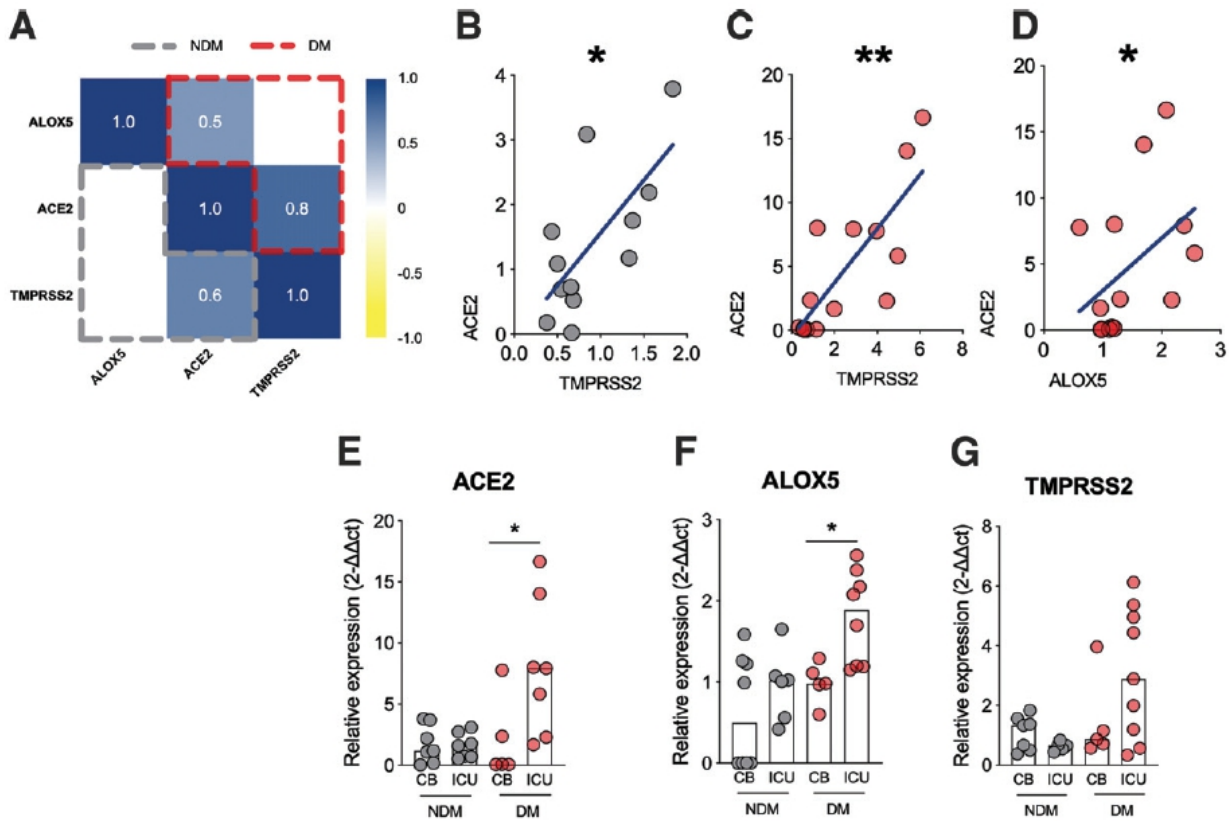 A
NDM DM
ALOX5
1.0
0.5
ACE2
1.0
0.8
TMPRSS2
0.6
1.0
ALOX5
ACE2
TMPRSS2
1.0
0.5
0
-0.5
-1.0
B
*
4
3
2
1
0
0.0 0.5 1.0 1.5 2.0
ACE2
TMPRSS2
C
**
20
15
10
5
0
0 2 4 6 8
ACE2
TMPRSS2
D
*
20
15
10
5
0
0 1 2 3
ACE2
ALOX5
E
ACE2
Relative expression (2-ΔΔct)
20
15
10
5
0
*
CB ICU CB ICU
NDM DM
F
ALOX5
Relative expression (2-ΔΔct)
3
2
1
0
*
CB ICU CB ICU
NDM DM
G
TMPRSS2
Relative expression (2-ΔΔct)
8
6
4
2
0
CB ICU CB ICU
NDM DM